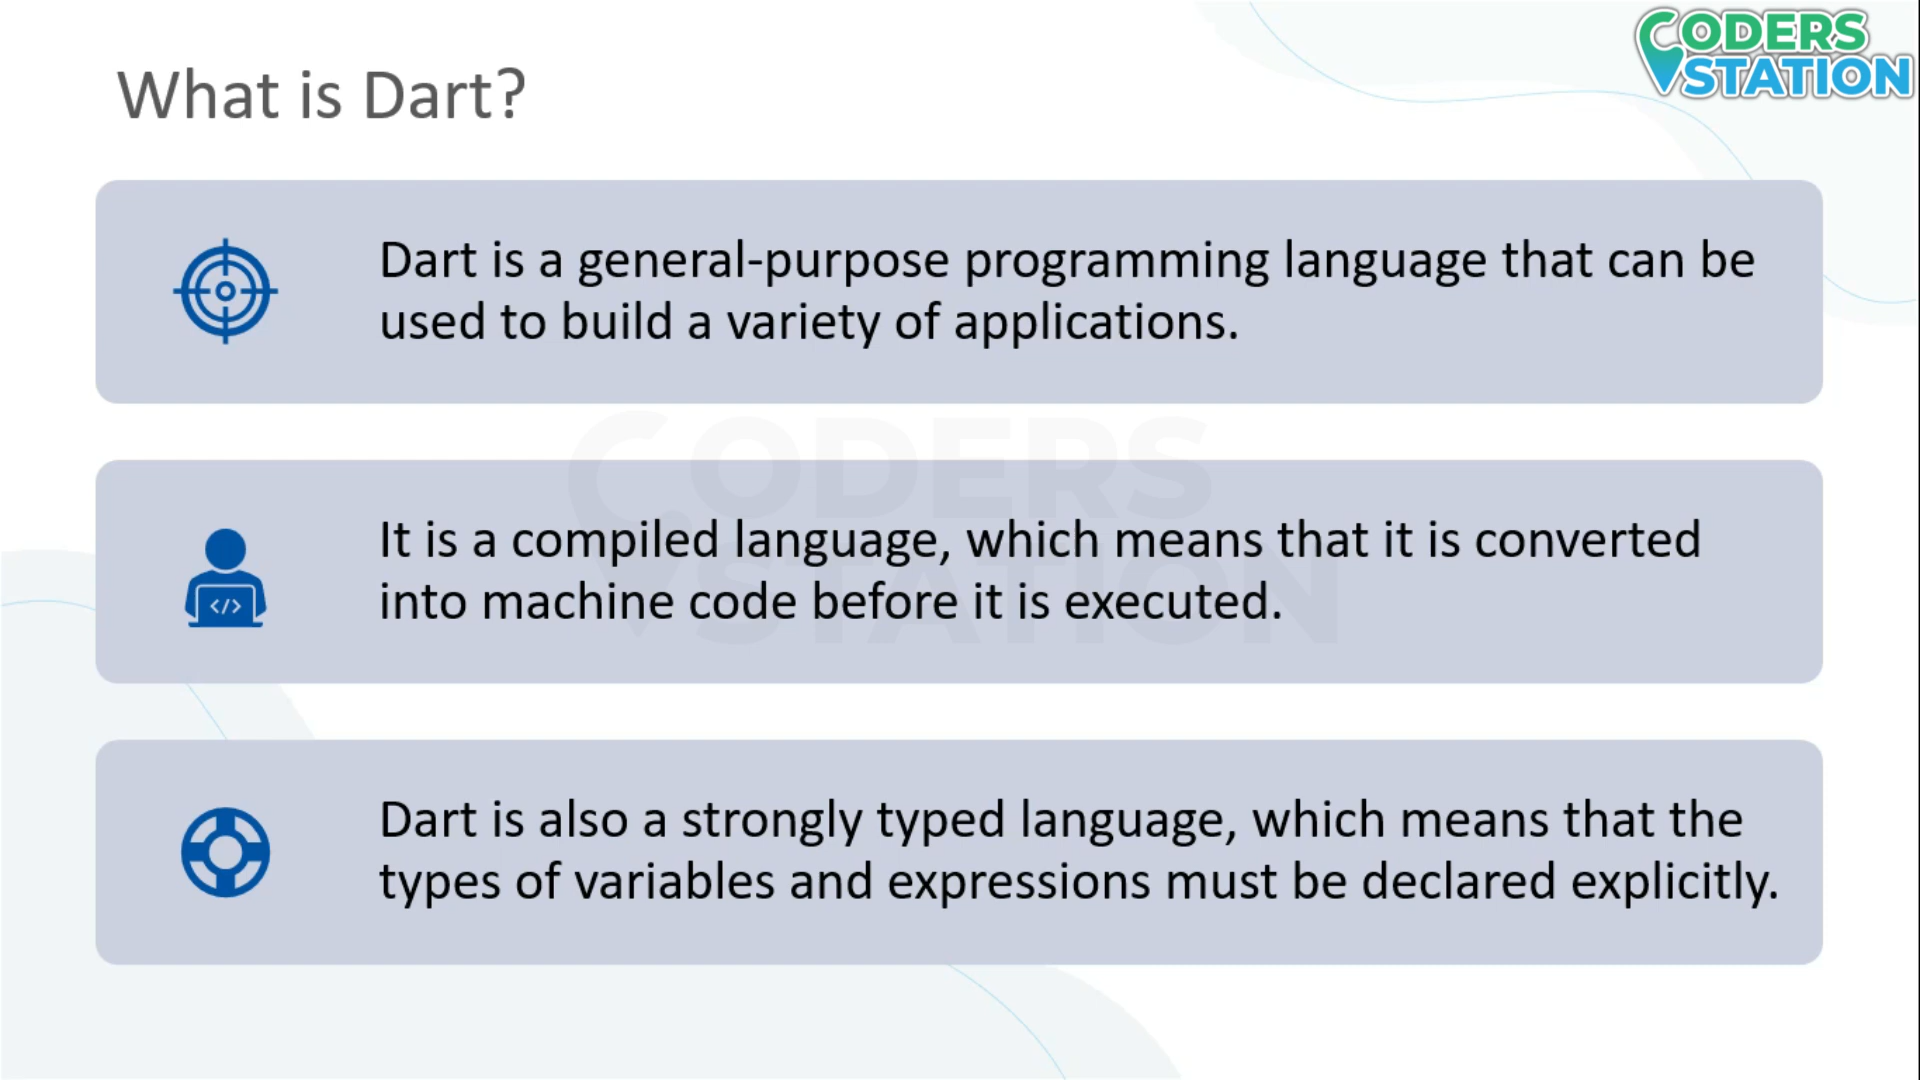 CODERS
STATION
What is Dart?
Dart is a general-purpose programming language that can be
used to build a variety of applications.
CODERS
STATION
It is a compiled language, which means that it is converted
into machine code before it is executed.
</>
Dart is also a strongly typed language, which means that the
types of variables and expressions must be declared explicitly.